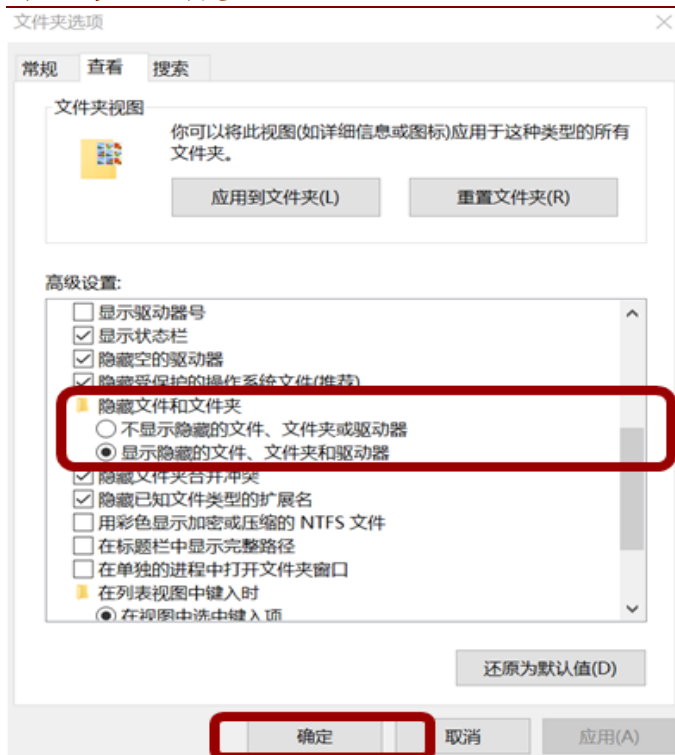 文件夹选项
常规 查看 搜索
文件夹视图
你可以将此视图(如详细信息或图标)应用于这种类型的所有
文件夹。
应用到文件夹(L) 重置文件夹(R)
高级设置:
显示驱动器号
显示状态栏
隐藏空的驱动器
隐藏受保护的操作系统文件(推荐)
隐藏文件和文件夹
不显示隐藏的文件、文件夹或驱动器
显示隐藏的文件、文件夹和驱动器
隐藏文件夹合并冲突
隐藏已知文件类型的扩展名
用彩色显示加密或压缩的 NTFS 文件
在标题栏中显示完整路径
在单独的进程中打开文件夹窗口
在列表视图中键入时
在视图中选中键入项
还原为默认值(D)
确定 取消 应用(A)